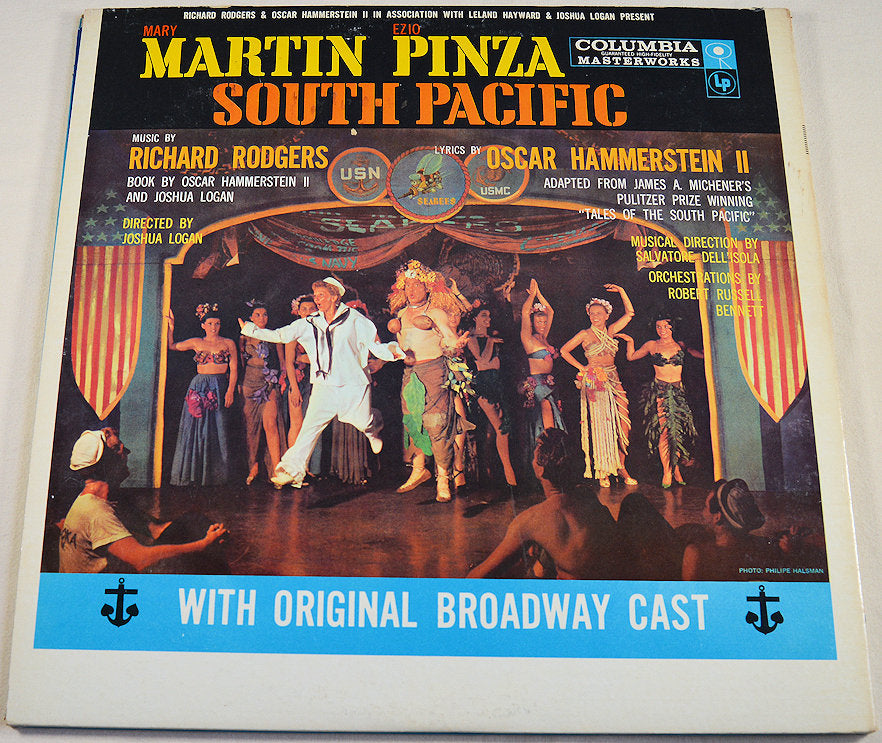 RICHARD RODGERS & OSCAR HAMMERSTEIN II IN ASSOCIATION WITH LELAND HAYWARD & JOSHUA LOGAN PRESENT
MARY EZIO
MARTIN PINZA
SOUTH PACIFIC
COLUMBIA
GUARANTEED HIGH-FIDELITY
MASTERWORKS
Lp
MUSIC BY
RICHARD RODGERS
BOOK BY OSCAR HAMMERSTEIN II
AND JOSHUA LOGAN
DIRECTED BY
JOSHUA LOGAN
LYRICS BY OSCAR HAMMERSTEIN II
ADAPTED FROM JAMES A. MICHENER'S
PULITZER PRIZE WINNING
"TALES OF THE SOUTH PACIFIC"
MUSICAL DIRECTION BY
SALVATORE DELL'ISOLA
ORCHESTRATIONS BY
ROBERT RUSSELL
BENNETT
USN
SEABEES
USMC
PHOTO: PHILIPE HALSMAN
WITH ORIGINAL BROADWAY CAST